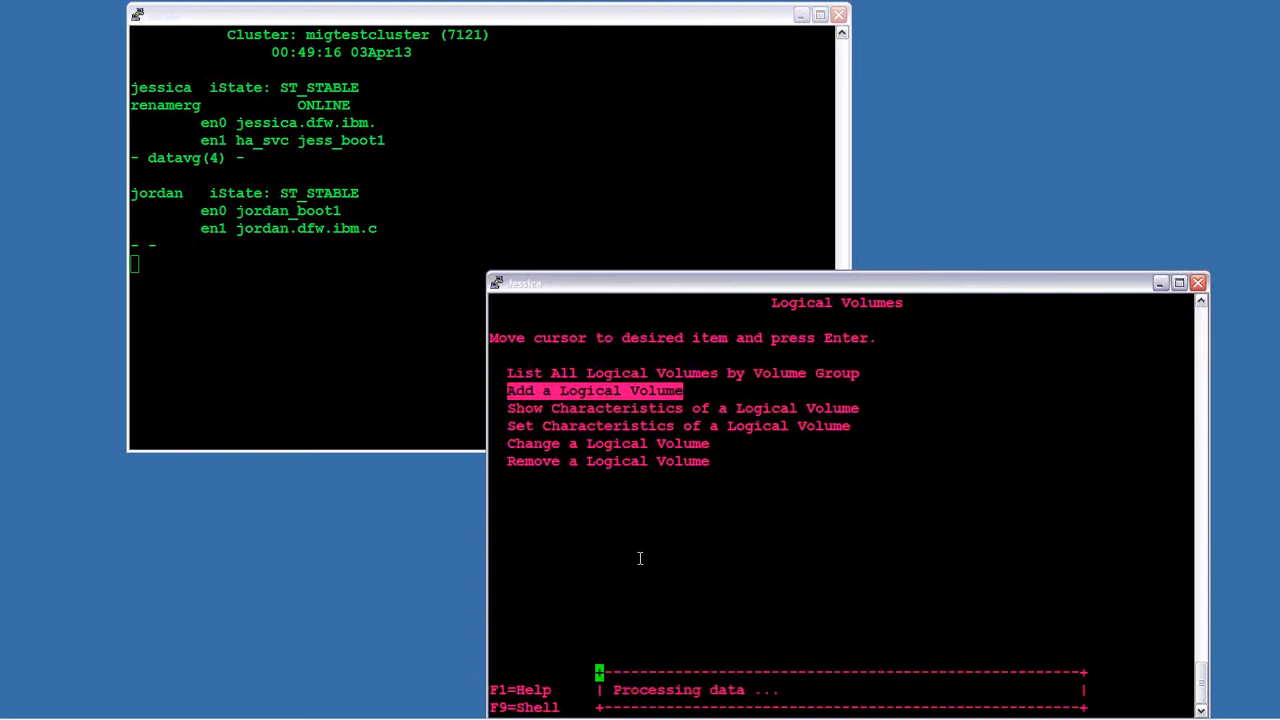 Cluster: migtestcluster (7121)
00:49:16 03Apr13
jessica iState: ST_STABLE
renamerg ONLINE
en0 jessica.dfw.ibm.
en1 ha_svc jess_boot1
- datavg(4) -
jordan iState: ST_STABLE
en0 jordan_boot1
en1 jordan.dfw.ibm.c
- -
jessica
Logical Volumes
Move cursor to desired item and press Enter.
List All Logical Volumes by Volume Group
Add a Logical Volume
Show Characteristics of a Logical Volume
Set Characteristics of a Logical Volume
Change a Logical Volume
Remove a Logical Volume
+------------------------------------------------------+
F1=Help | Processing data ... |
F9=Shell +------------------------------------------------------+